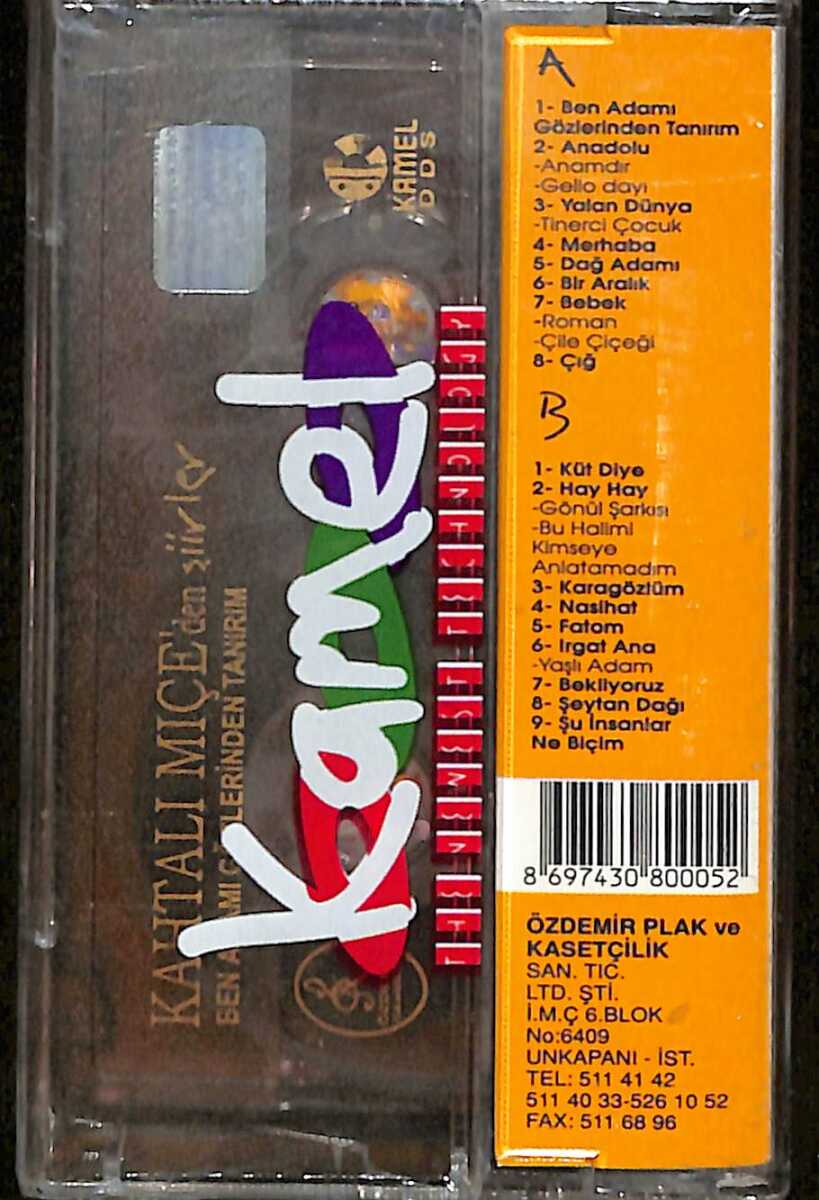 KAMEL
DDS
kamel
THE NEWEST TECHNOLOGY
KAHTALI MIÇE'den şiirler
BEN ADAMI GÖZLERİNDEN TANIRIM
A
1- Ben Adamı
Gözlerinden Tanırım
2- Anadolu
-Anamdır
-Gello dayı
3- Yalan Dünya
-Tinerci Çocuk
4- Merhaba
5- Dağ Adamı
6- Bir Aralık
7- Bebek
-Roman
-Çile Çiçeği
8- Çığ
B
1- Küt Diye
2- Hay Hay
-Gönül Şarkısı
-Bu Halimi
Kimseye
Anlatamadım
3- Karagözlüm
4- Nasihat
5- Fatom
6- Irgat Ana
-Yaşlı Adam
7- Bekliyoruz
8- Şeytan Dağı
9- Şu İnsanlar
Ne Biçim
8 697430 800052
ÖZDEMİR PLAK ve
KASETÇİLİK
SAN. TIC.
LTD. ŞTİ.
İ.M.Ç 6.BLOK
No:6409
UNKAPANI - İST.
TEL: 511 41 42
511 40 33-526 10 52
FAX: 511 68 96